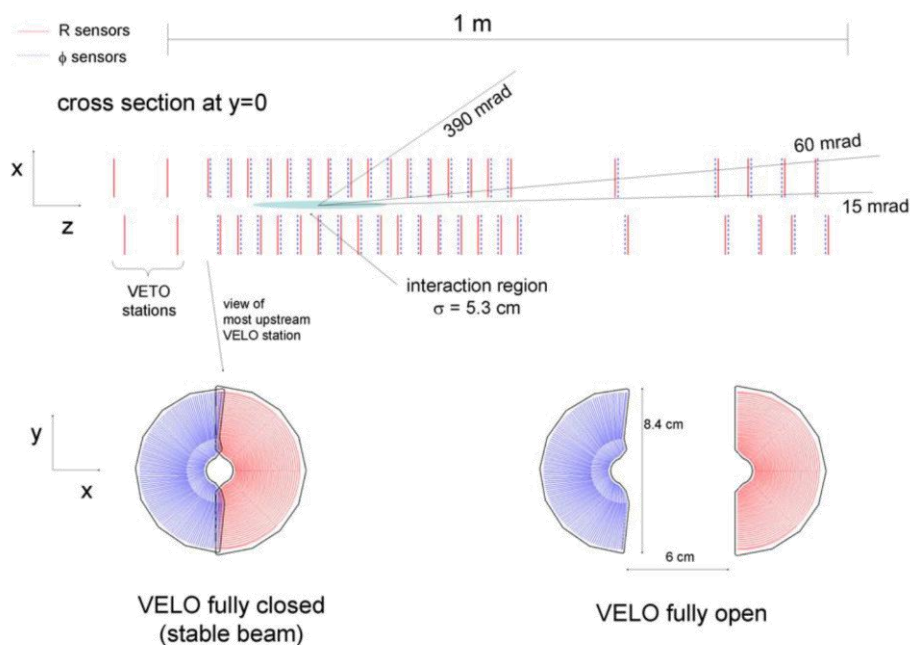 R sensors
ϕ sensors
1 m
cross section at y=0
390 mrad
60 mrad
15 mrad
x
z
VETO
stations
view of
most upstream
VELO station
interaction region
σ = 5.3 cm
y
x
8.4 cm
6 cm
VELO fully closed
(stable beam)
VELO fully open